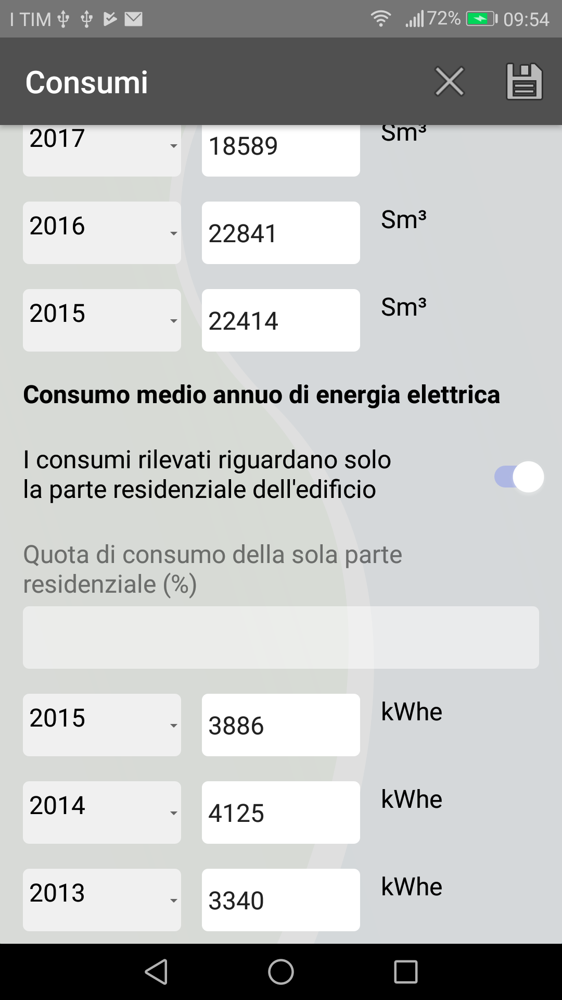 I TIM 72% 09:54
Consumi
2017 18589 Sm³
2016 22841 Sm³
2015 22414 Sm³
Consumo medio annuo di energia elettrica
I consumi rilevati riguardano solo
la parte residenziale dell'edificio
Quota di consumo della sola parte
residenziale (%)
2015 3886 kWhe
2014 4125 kWhe
2013 3340 kWhe